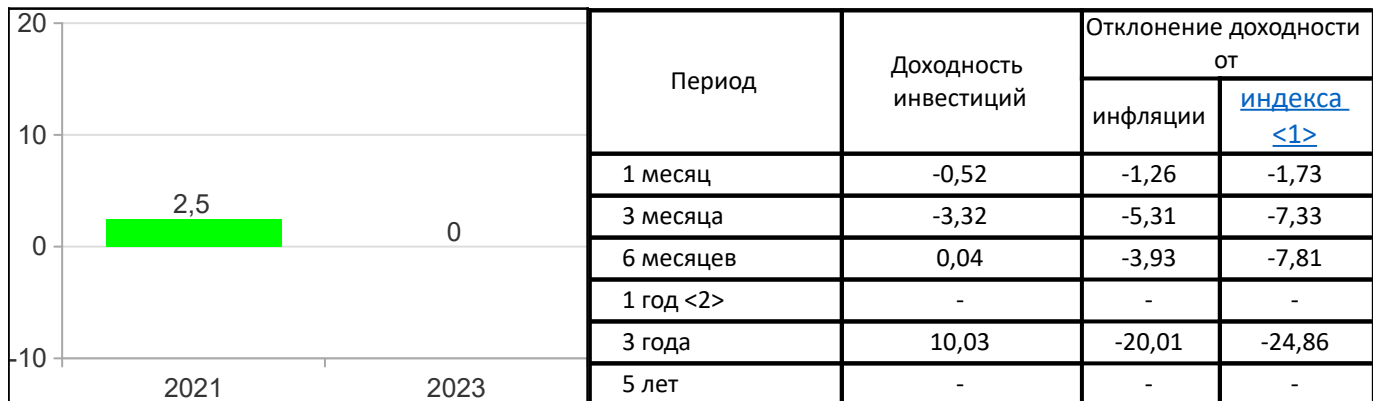 20
10
0
-10
2,5
0
2021
2023
Период
Доходность
инвестиций
Отклонение доходности
от
инфляции
индекса
<1>
1 месяц -0,52 -1,26 -1,73
3 месяца -3,32 -5,31 -7,33
6 месяцев 0,04 -3,93 -7,81
1 год <2> - - -
3 года 10,03 -20,01 -24,86
5 лет - - -